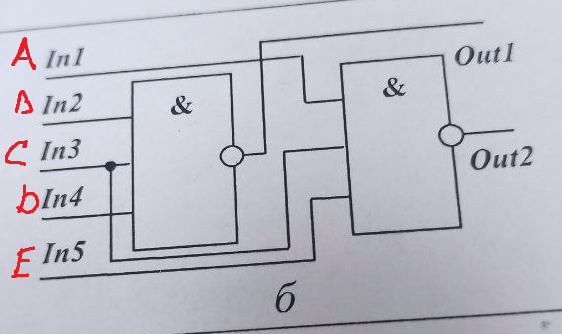 A In1
Out1
B In2
&
&
C In3
Out2
D In4
E In5
б